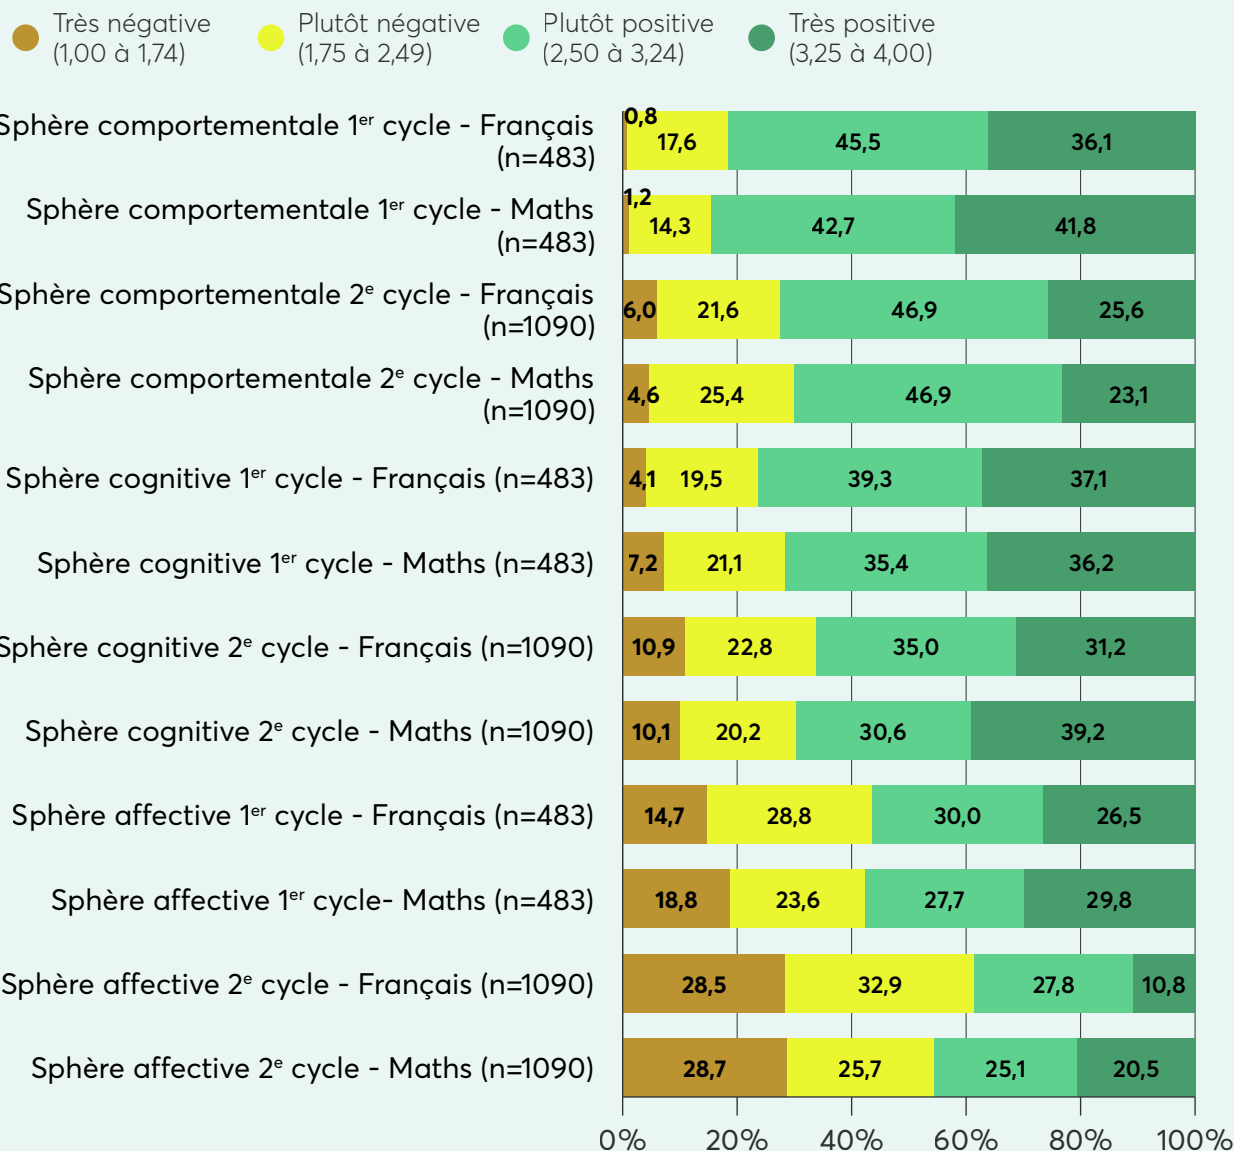 Très négative
(1,00 à 1,74)
Plutôt négative
(1,75 à 2,49)
Plutôt positive
(2,50 à 3,24)
Très positive
(3,25 à 4,00)
Sphère comportementale 1er cycle - Français
(n=483)
0,8 17,6 45,5 36,1
Sphère comportementale 1er cycle - Maths
(n=483)
1,2 14,3 42,7 41,8
Sphère comportementale 2e cycle - Français
(n=1090)
6,0 21,6 46,9 25,6
Sphère comportementale 2e cycle - Maths
(n=1090)
4,6 25,4 46,9 23,1
Sphère cognitive 1er cycle - Français (n=483)
4,1 19,5 39,3 37,1
Sphère cognitive 1er cycle - Maths (n=483)
7,2 21,1 35,4 36,2
Sphère cognitive 2e cycle - Français (n=1090)
10,9 22,8 35,0 31,2
Sphère cognitive 2e cycle - Maths (n=1090)
10,1 20,2 30,6 39,2
Sphère affective 1er cycle - Français (n=483)
14,7 28,8 30,0 26,5
Sphère affective 1er cycle- Maths (n=483)
18,8 23,6 27,7 29,8
Sphère affective 2e cycle - Français (n=1090)
28,5 32,9 27,8 10,8
Sphère affective 2e cycle - Maths (n=1090)
28,7 25,7 25,1 20,5
0% 20% 40% 60% 80% 100%